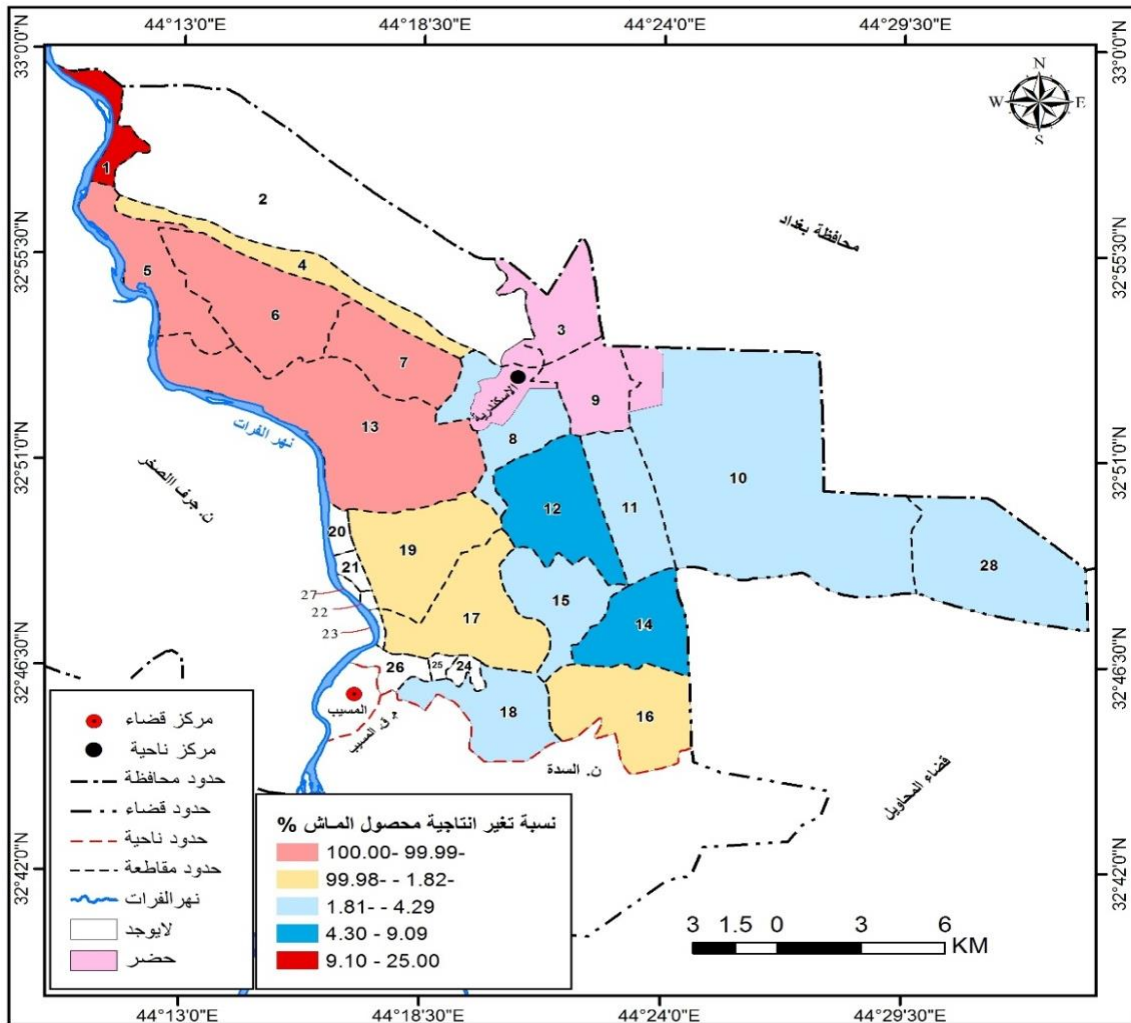 44°13'0"E
44°18'30"E
44°24'0"E
44°29'30"E
33°0'0"N
33°0'0"N
N
W
E
S
1
2
محافظة بغداد
32°55'30"N
32°55'30"N
4
5
3
6
7
الاسكندرية
9
13
نهر الفرات
8
32°51'0"N
32°51'0"N
ن. جرف االصخر
10
12
11
20
19
28
21
27
22
15
17
14
23
32°46'30"N
32°46'30"N
26
25
24
المسيب
م.ق. المسيب
18
16
ن. السدة
قضاء المحاويل
مركز قضاء
مركز ناحية
حدود محافظة
حدود قضاء
حدود ناحية
حدود مقاطعة
نهرالفرات
لايوجد
حضر
نسبة تغير انتاجية محصول الماش %
100.00- 99.99-
99.98- - 1.82-
1.81- - 4.29
4.30 - 9.09
9.10 - 25.00
32°42'0"N
32°42'0"N
3 1.5 0 3 6
KM
44°13'0"E
44°18'30"E
44°24'0"E
44°29'30"E